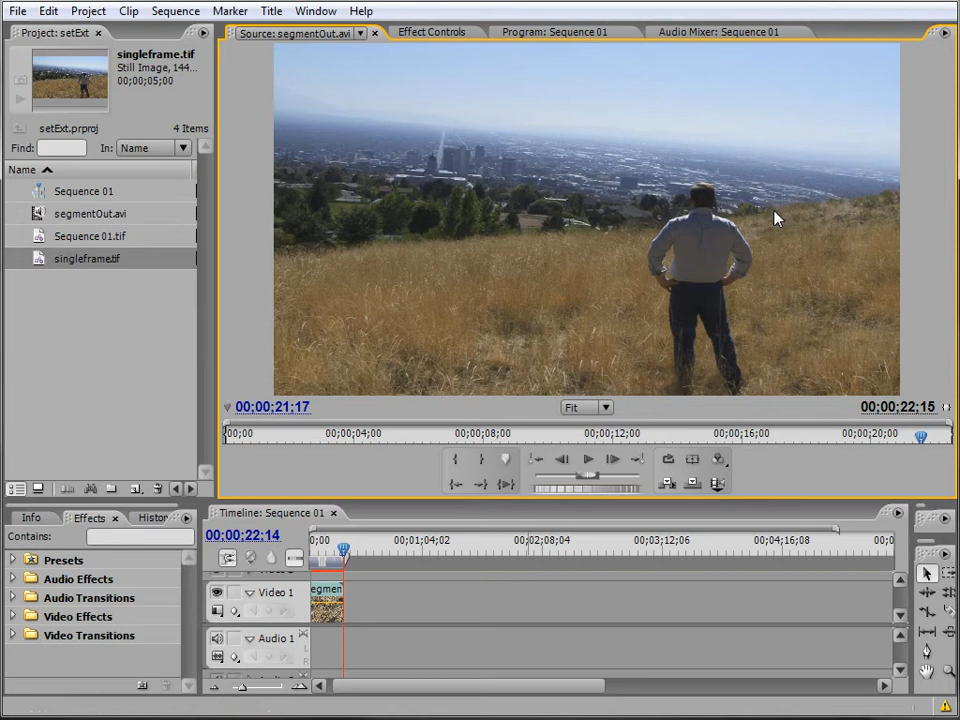 File Edit Project Clip Sequence Marker Title Window Help
Project: setExt
singleframe.tif
Still Image, 144...
00;00;05;00
setExt.prproj 4 Items
Find: In: Name
Name
Sequence 01
segmentOut.avi
Sequence 01.tif
singleframe.tif
Source: segmentOut.avi Effect Controls Program: Sequence 01 Audio Mixer: Sequence 01
00;00;21;17 Fit 00;00;22;15
00;00 00;00;04;00 00;00;08;00 00;00;12;00 00;00;16;00 00;00;20;00
Info Effects Histor
Contains:
Presets
Audio Effects
Audio Transitions
Video Effects
Video Transitions
Timeline: Sequence 01
00;00;22;14
0;00 00;01;04;02 00;02;08;04 00;03;12;06 00;04;16;08 00;0
segmen
Video 1
Audio 1
L
R